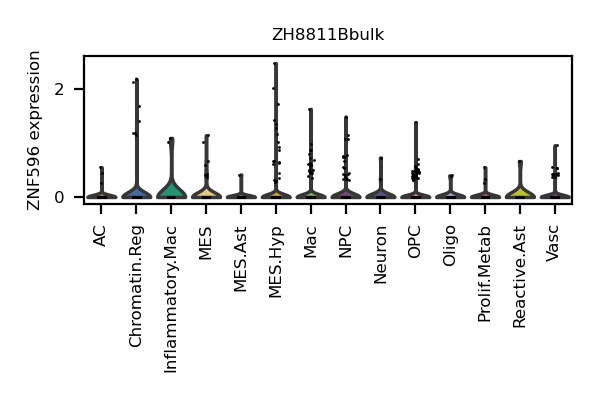 ZH8811Bbulk
ZNF596 expression
2
0
AC
Chromatin.Reg
Inflammatory.Mac
MES
MES.Ast
MES.Hyp
Mac
NPC
Neuron
OPC
Oligo
Prolif.Metab
Reactive.Ast
Vasc